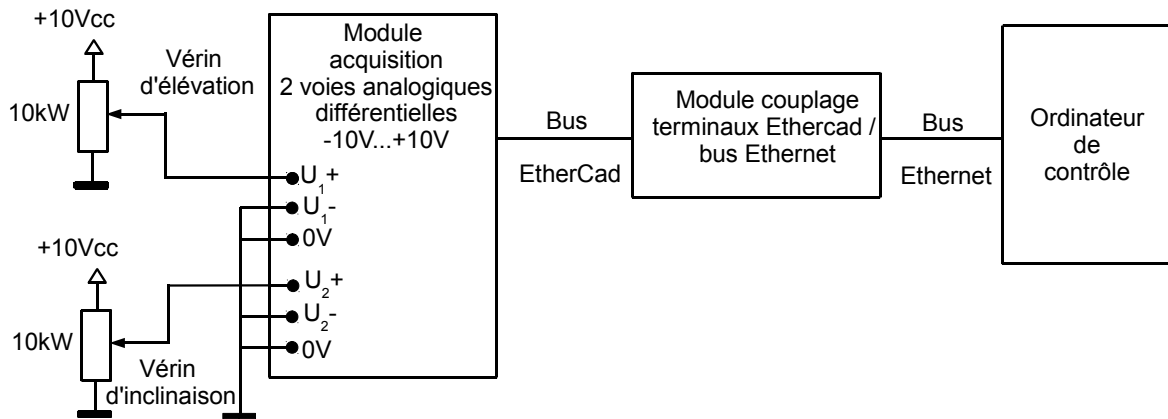 +10Vcc
10kW
Vérin
d'élévation
Module
acquisition
2 voies analogiques
différentielles
-10V...+10V
U1+
U1-
0V
U2+
U2-
0V
+10Vcc
10kW
Vérin
d'inclinaison
Bus
EtherCad
Module couplage
terminaux Ethercad /
bus Ethernet
Bus
Ethernet
Ordinateur
de
contrôle